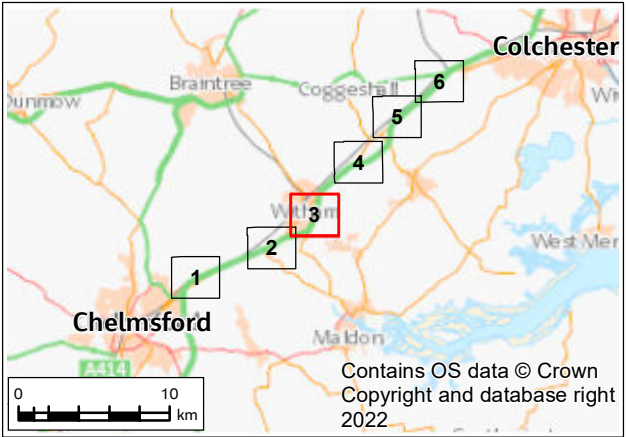 Colchester
6
Braintree
Coggeshall
Dunmow
5
4
Witham
3
2
West Mer
1
Chelmsford
Maldon
A414
Contains OS data © Crown
Copyright and database right
2022
0 10
km